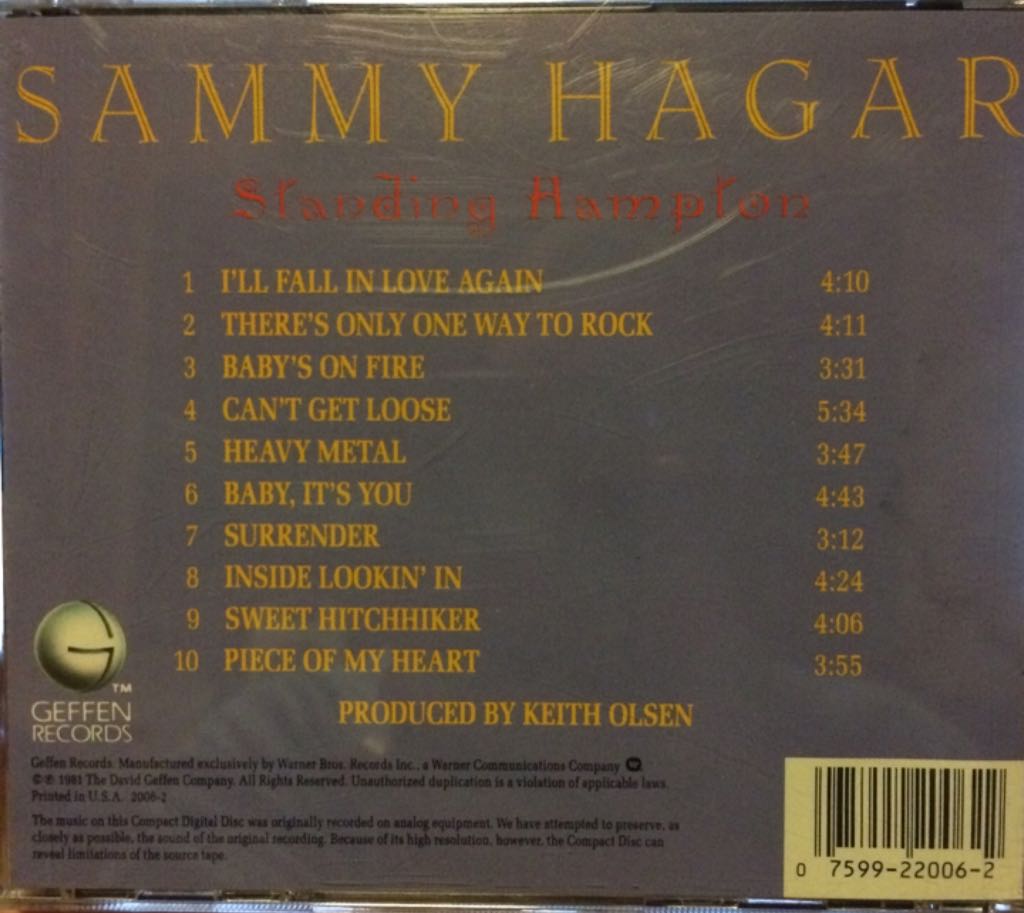 SAMMY HAGAR
Standing Hampton
1 I'LL FALL IN LOVE AGAIN 4:10
2 THERE'S ONLY ONE WAY TO ROCK 4:11
3 BABY'S ON FIRE 3:31
4 CAN'T GET LOOSE 5:34
5 HEAVY METAL 3:47
6 BABY, IT'S YOU 4:43
7 SURRENDER 3:12
8 INSIDE LOOKIN' IN 4:24
9 SWEET HITCHHIKER 4:06
10 PIECE OF MY HEART 3:55
PRODUCED BY KEITH OLSEN
G TM
GEFFEN
RECORDS
Geffen Records. Manufactured exclusively by Warner Bros. Records Inc., a Warner Communications Company
©℗ 1981 The David Geffen Company. All Rights Reserved. Unauthorized duplication is a violation of applicable laws.
Printed in U.S.A. 2006-2
The music on this Compact Digital Disc was originally recorded on analog equipment. We have attempted to preserve, as
closely as possible, the sound of the original recording. Because of its high resolution, however, the Compact Disc can
reveal limitations of the source tape.
0 7599-22006-2